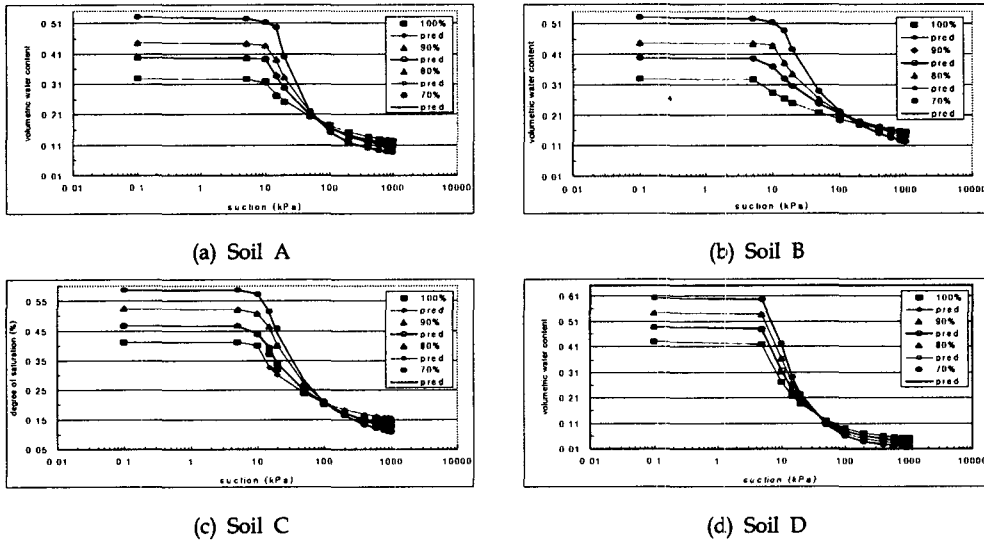 volumetric water content
0 51
0 41
0 31
0 21
0 11
0 01
0 01
0 1
1
10
100
1000
10000
suction (kPa)
100%
pred
90%
pred
80%
pred
70%
pred
(a) Soil A
volumetric water content
0 51
0 41
0 31
0 21
0 11
0 01
0 01
0 1
1
10
100
1000
10000
suction (kPa)
100%
pred
90%
pred
80%
pred
70%
pred
(b) Soil B
degree of saturation (%)
0 55
0 45
0 35
0 25
0 15
0 05
0 01
0 1
1
10
100
1000
10000
suction (kPa)
100%
pred
90%
pred
80%
pred
70%
pred
(c) Soil C
volumetric water content
0 61
0 51
0 41
0 31
0 21
0 11
0 01
0 01
0 1
1
10
100
1000
10000
suction (kPa)
100%
pred
90%
pred
80%
pred
70%
pred
(d) Soil D